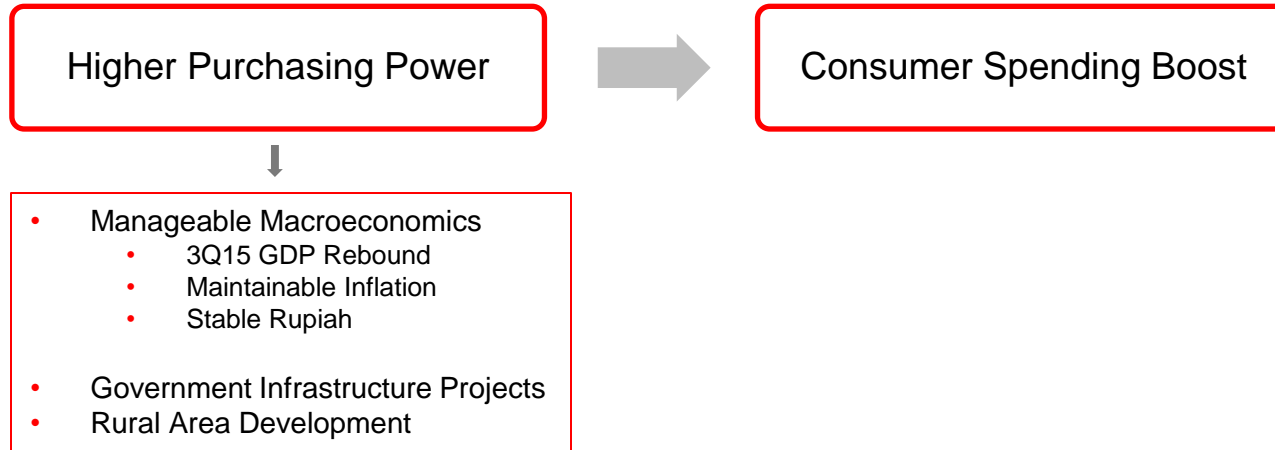 Higher Purchasing Power
Consumer Spending Boost
• Manageable Macroeconomics
• 3Q15 GDP Rebound
• Maintainable Inflation
• Stable Rupiah
• Government Infrastructure Projects
• Rural Area Development